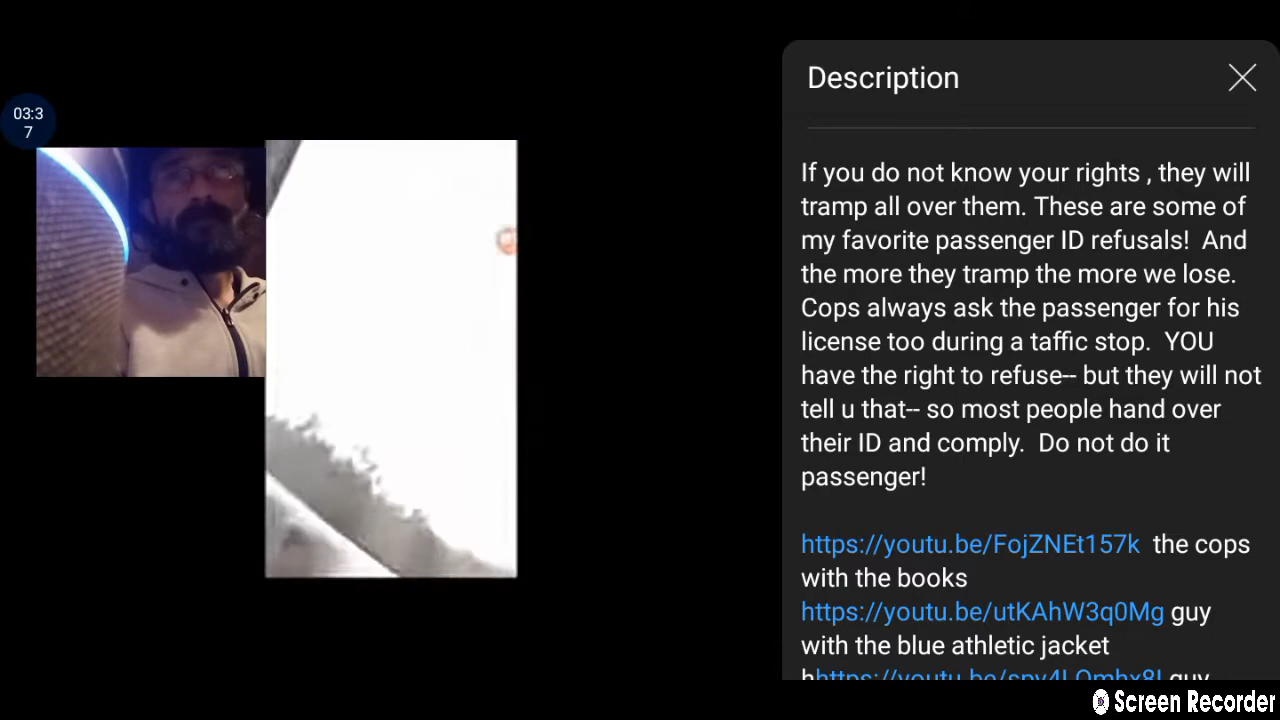 Description
03:3
7
If you do not know your rights , they will
tramp all over them. These are some of
my favorite passenger ID refusals!  And
the more they tramp the more we lose.
Cops always ask the passenger for his
license too during a taffic stop.  YOU
have the right to refuse-- but they will not
tell u that-- so most people hand over
their ID and comply.  Do not do it
passenger!
https://youtu.be/FojZNEt157k  the cops
with the books
https://youtu.be/utKAhW3q0Mg guy
with the blue athletic jacket
Screen Recorder